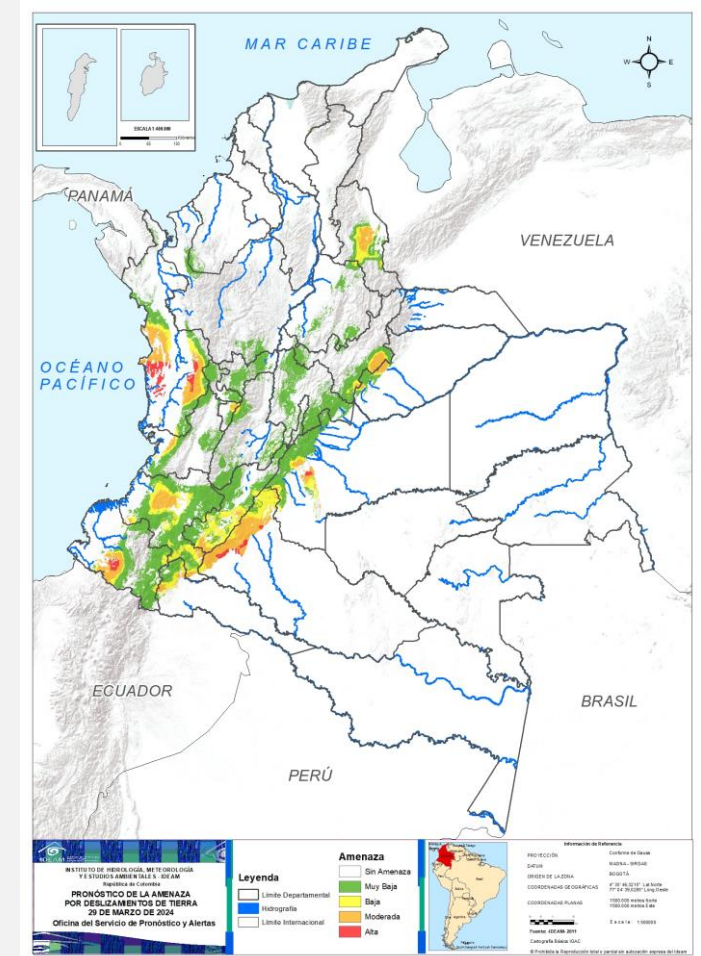 MAR CARIBE
N
W
E
S
PANAMÁ
VENEZUELA
OCÉANO
PACÍFICO
ECUADOR
BRASIL
PERÚ
INSTITUTO DE HIDROLOGÍA, METEOROLOGÍA
Y ESTUDIOS AMBIENTALES - IDEAM
República de Colombia
PRONÓSTICO DE LA AMENAZA
POR DESLIZAMIENTOS DE TIERRA
29 DE MARZO DE 2024
Oficina del Servicio de Pronóstico y Alertas
Leyenda
Límite Departamental
Hidrografía
Límite Internacional
Amenaza
Sin Amenaza
Muy Baja
Baja
Moderada
Alta
Información de Referencia
PROYECCIÓN
DATUM
ORIGEN DE LA ZONA
BOGOTÁ
COORDENADAS GEOGRÁFICAS
COORDENADAS PLANAS
Cartografía Básica IGAC